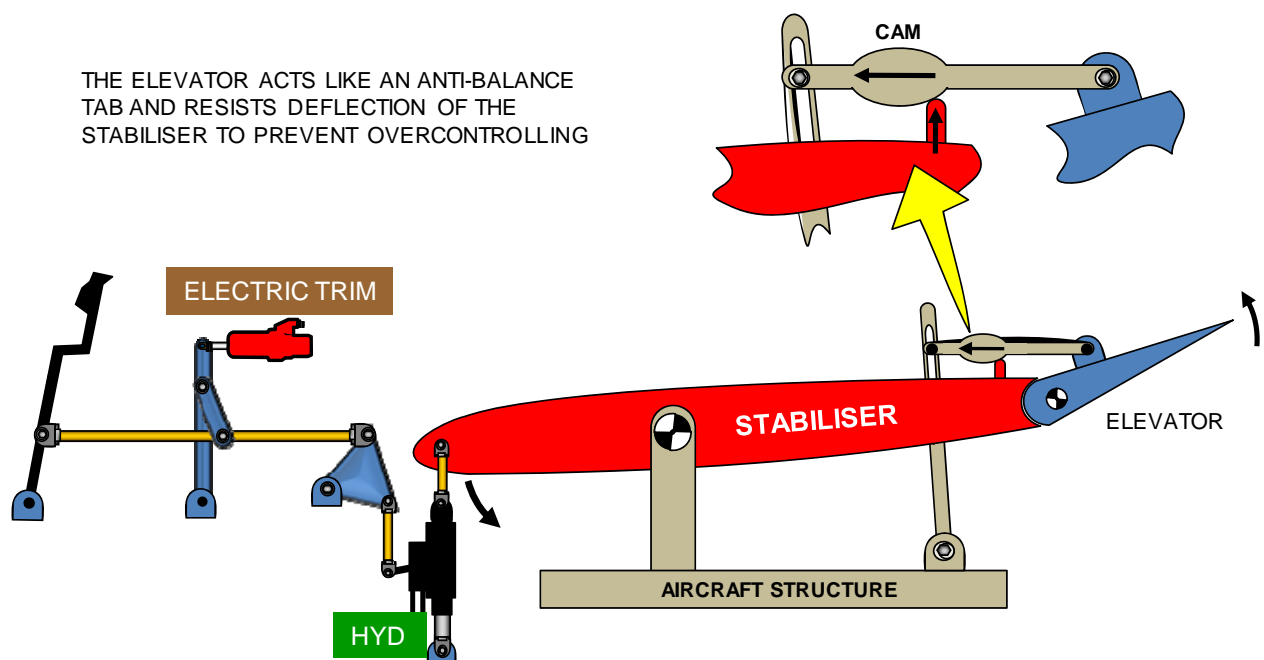 CAM
THE ELEVATOR ACTS LIKE AN ANTI-BALANCE
TAB AND RESISTS DEFLECTION OF THE
STABILISER TO PREVENT OVERCONTROLLING
ELECTRIC TRIM
STABILISER
ELEVATOR
AIRCRAFT STRUCTURE
HYD